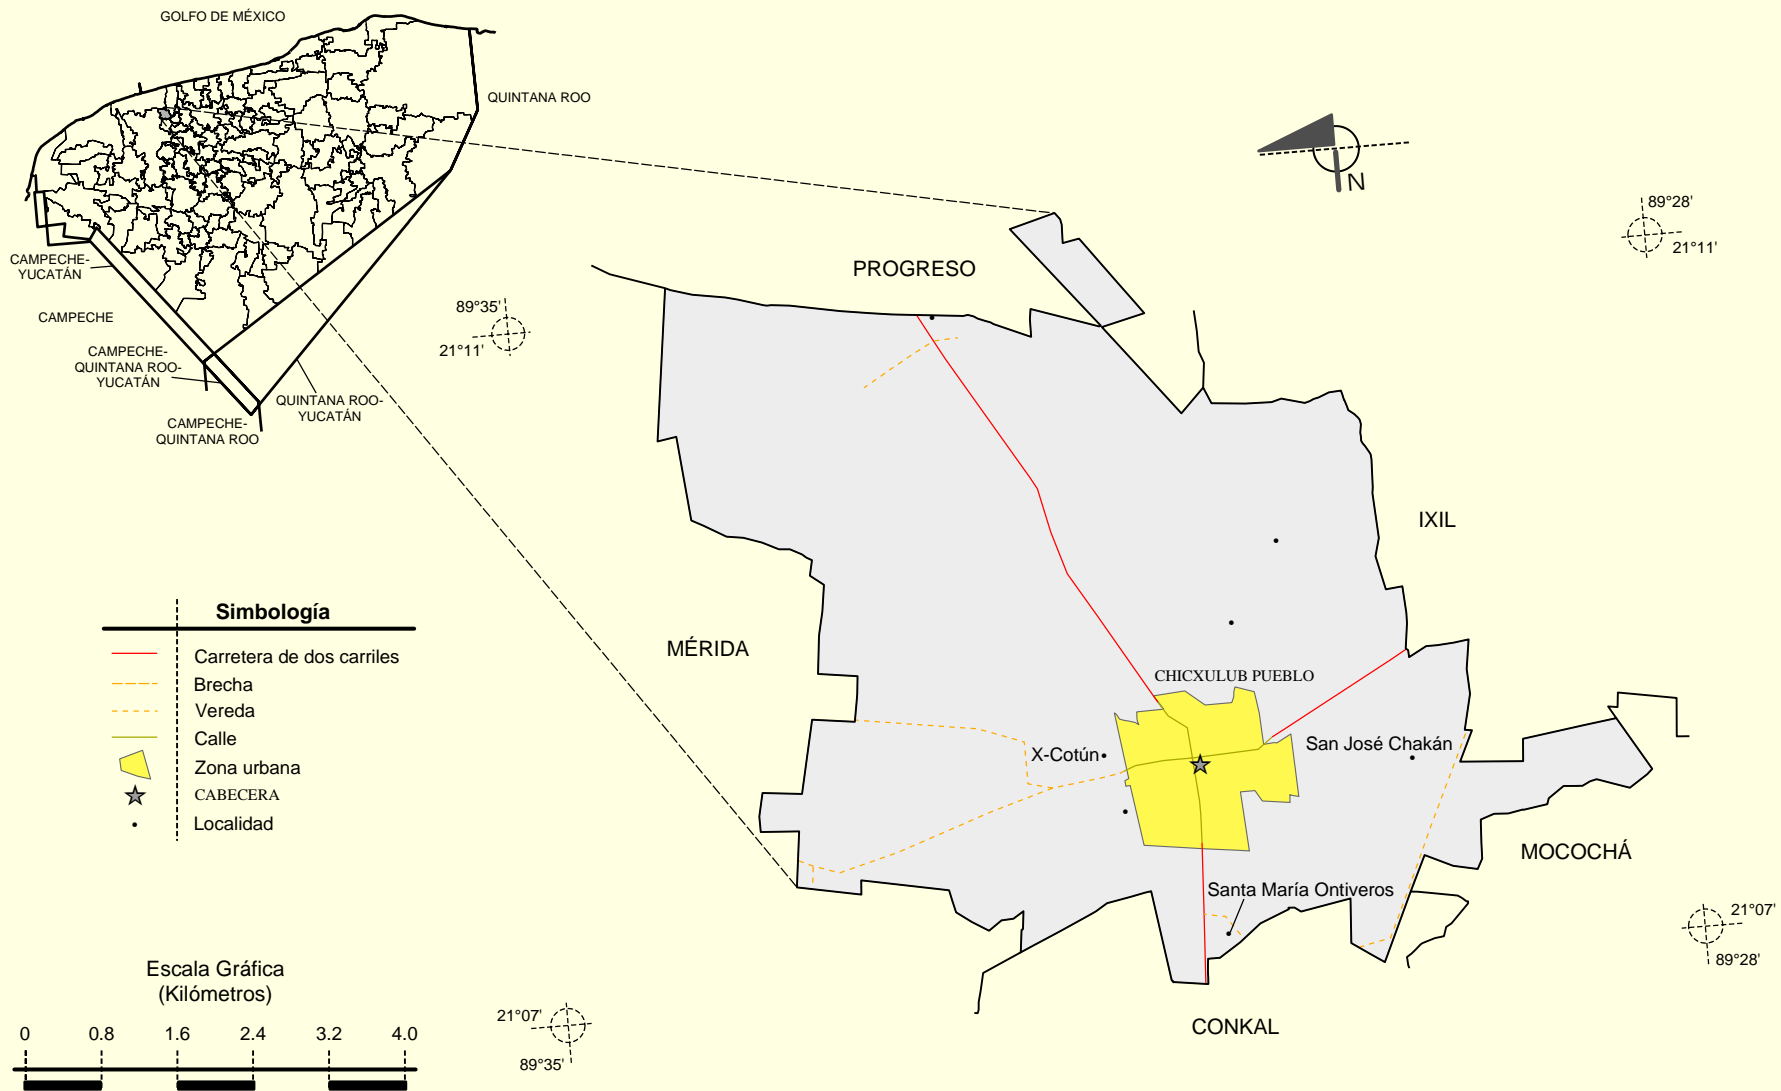 GOLFO DE MÉXICO
QUINTANA ROO
CAMPECHE-
YUCATÁN
CAMPECHE
CAMPECHE-
QUINTANA ROO-
YUCATÁN
QUINTANA ROO-
YUCATÁN
CAMPECHE-
QUINTANA ROO
N
89°28'
21°11'
89°35'
21°11'
PROGRESO
IXIL
MÉRIDA
CHICXULUB PUEBLO
X-Cotún
San José Chakán
MOCOCHÁ
Santa María Ontiveros
CONKAL
21°07'
89°28'
21°07'
89°35'
Simbología
Carretera de dos carriles
Brecha
Vereda
Calle
Zona urbana
CABECERA
Localidad
Escala Gráfica
(Kilómetros)
0 0.8 1.6 2.4 3.2 4.0